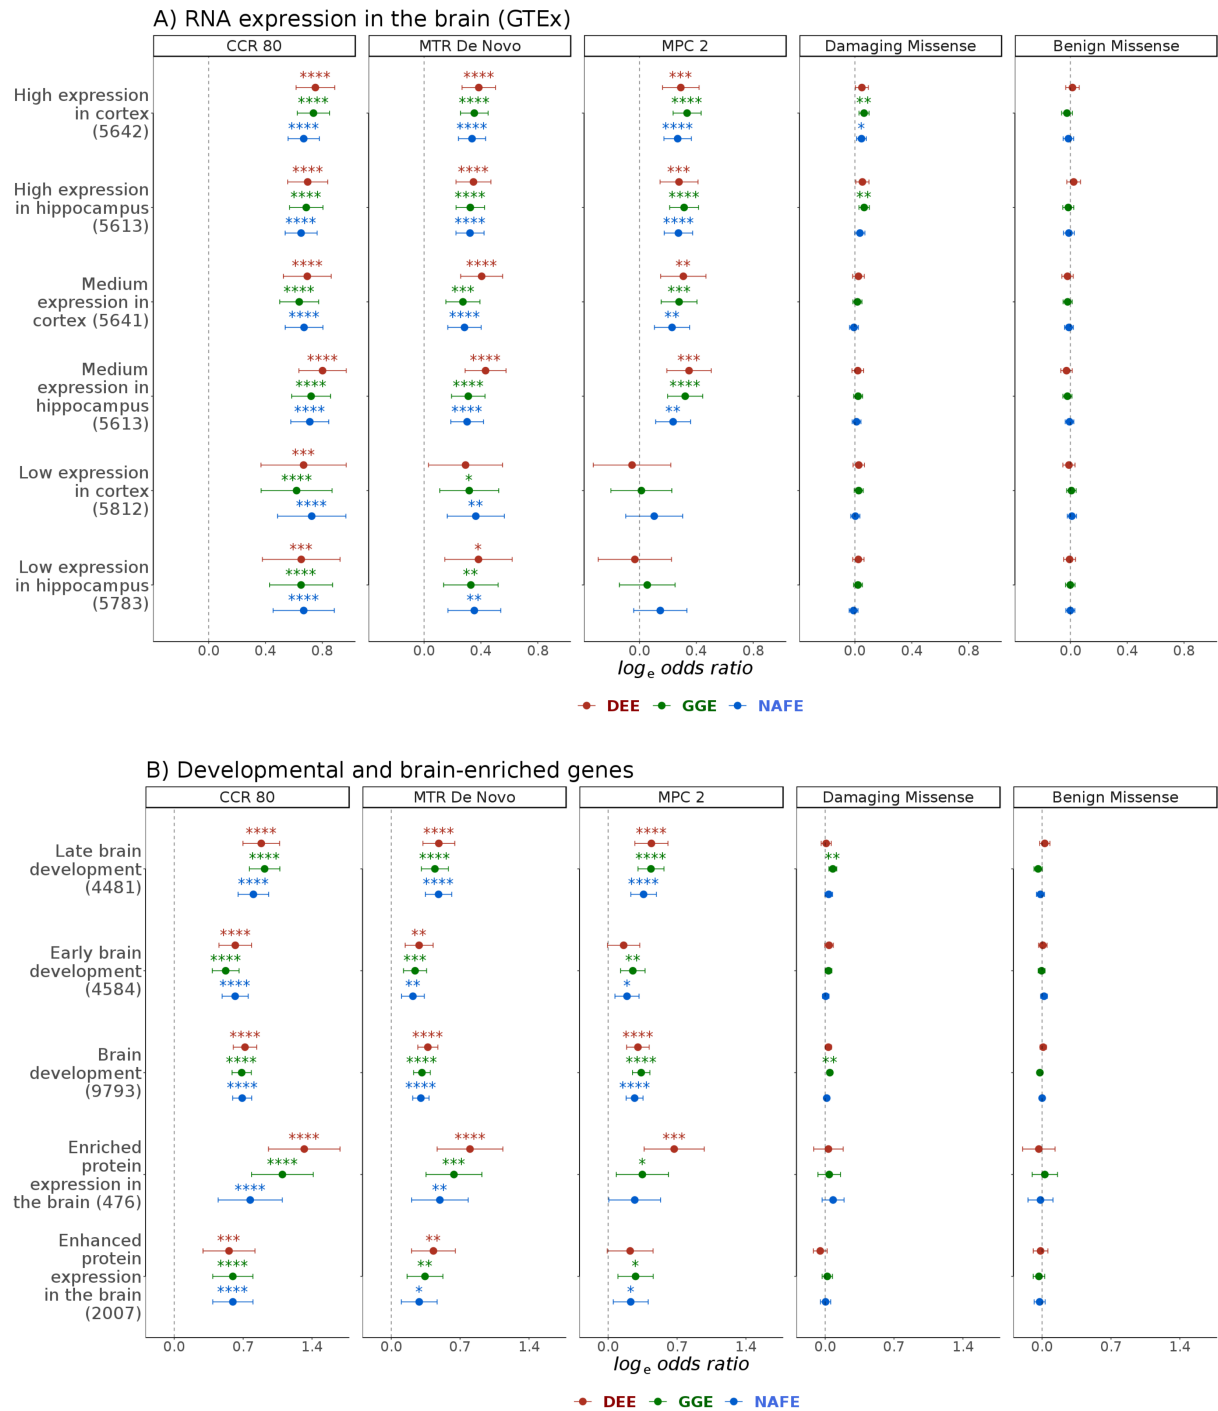 A) RNA expression in the brain (GTEx)
CCR 80 MTR De Novo MPC 2 Damaging Missense Benign Missense
High expression
in cortex
(5642)
**** **** ***
**** **** **** **
**** **** **** *
High expression
in hippocampus
(5613)
**** **** ***
**** **** **** **
**** **** ****
Medium
expression in
cortex (5641)
**** **** **
**** *** ***
**** **** **
Medium
expression in
hippocampus
(5613)
**** **** ***
**** **** ****
**** **** **
Low expression
in cortex
(5812)
***
**** *
**** **
Low expression
in hippocampus
(5783)
*** *
**** **
**** **
0.0 0.4 0.8 0.0 0.4 0.8 0.0 0.4 0.8 0.0 0.4 0.8 0.0 0.4 0.8
log_e odds ratio
DEE GGE NAFE
B) Developmental and brain-enriched genes
CCR 80 MTR De Novo MPC 2 Damaging Missense Benign Missense
Late brain
development
(4481)
**** **** ****
**** **** **** **
**** **** ****
Early brain
development
(4584)
**** **
**** *** **
**** ** *
Brain
development
(9793)
**** **** ****
**** **** **** **
**** **** ****
Enriched
protein
expression in
the brain (476)
**** **** ***
**** *** *
**** **
Enhanced
protein
expression
in the brain
(2007)
*** **
**** ** *
**** * *
0.0 0.7 1.4 0.0 0.7 1.4 0.0 0.7 1.4 0.0 0.7 1.4 0.0 0.7 1.4
log_e odds ratio
DEE GGE NAFE